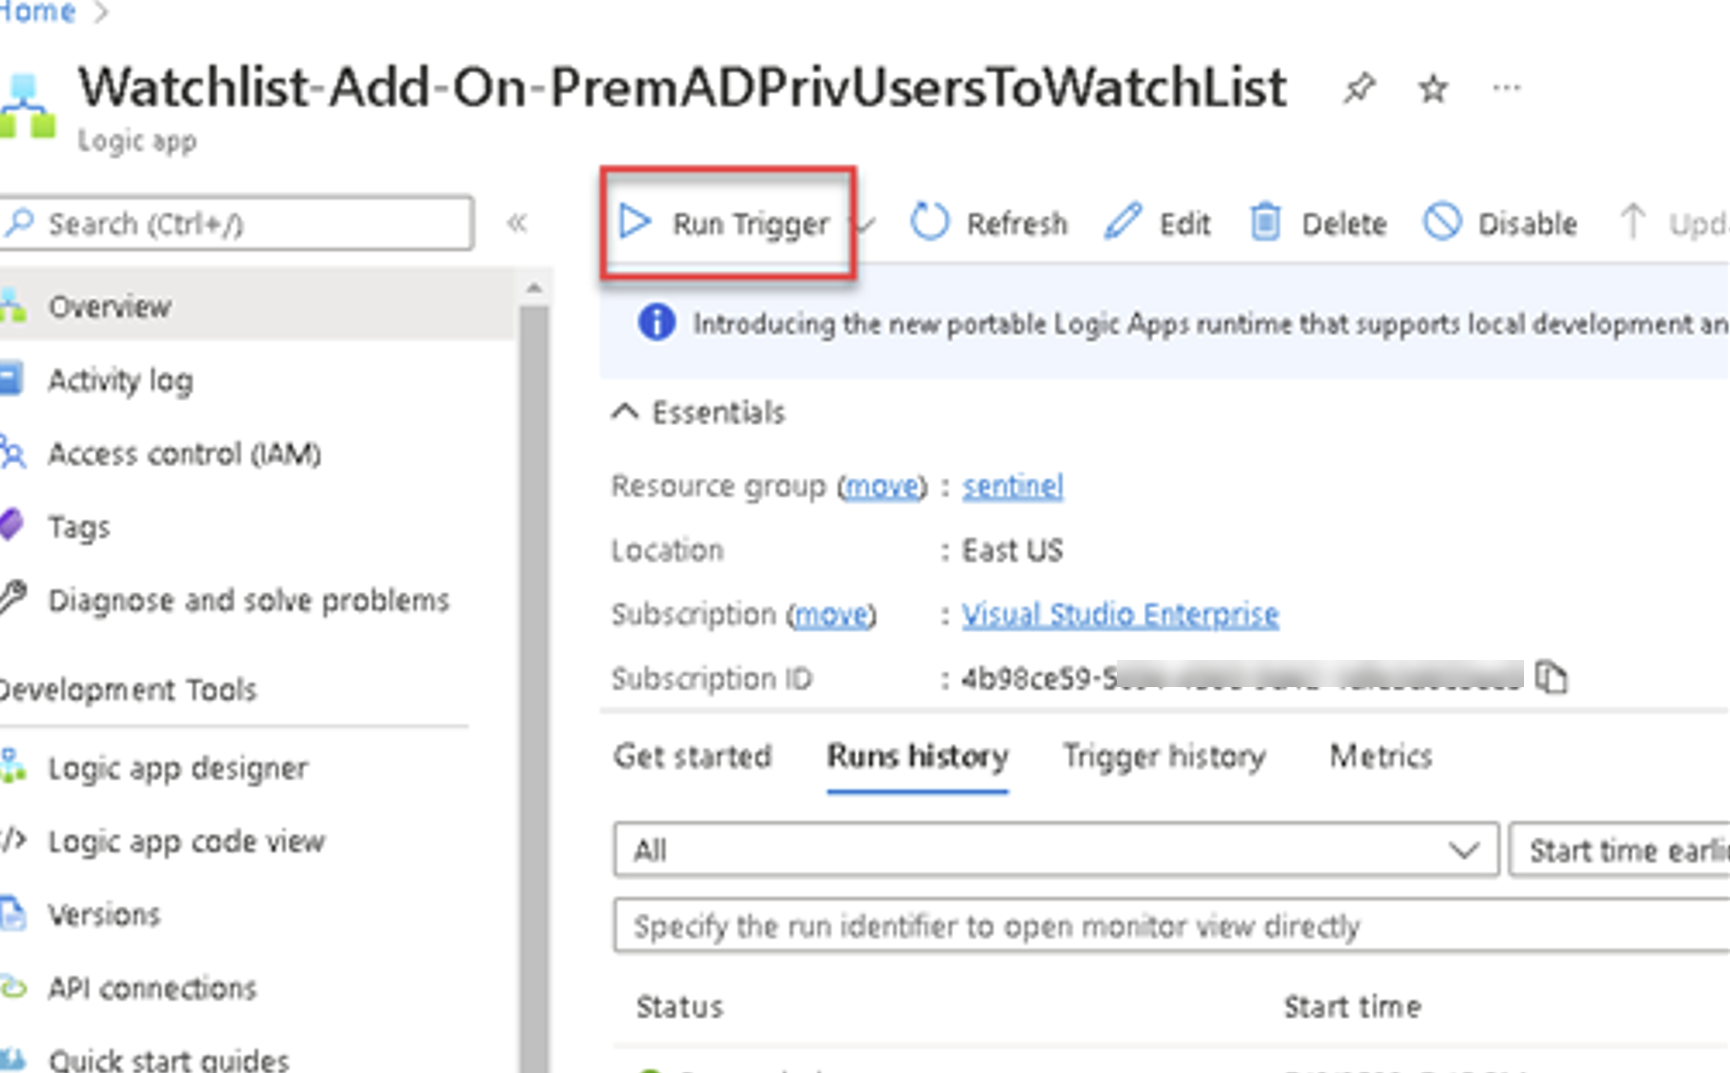 Home
Watchlist-Add-On-PremADPrivUsersToWatchList
Logic app
Search (Ctrl+/)
Run Trigger Refresh Edit Delete Disable Upd
Overview
Introducing the new portable Logic Apps runtime that supports local development an
Activity log
Essentials
Access control (IAM)
Resource group (move) : sentinel
Tags
Location : East US
Diagnose and solve problems
Subscription (move) : Visual Studio Enterprise
Subscription ID : 4b98ce59-5
Development Tools
Get started Runs history Trigger history Metrics
Logic app designer
Logic app code view
All Start time earli
Versions
Specify the run identifier to open monitor view directly
API connections
Status Start time
Quick start guides